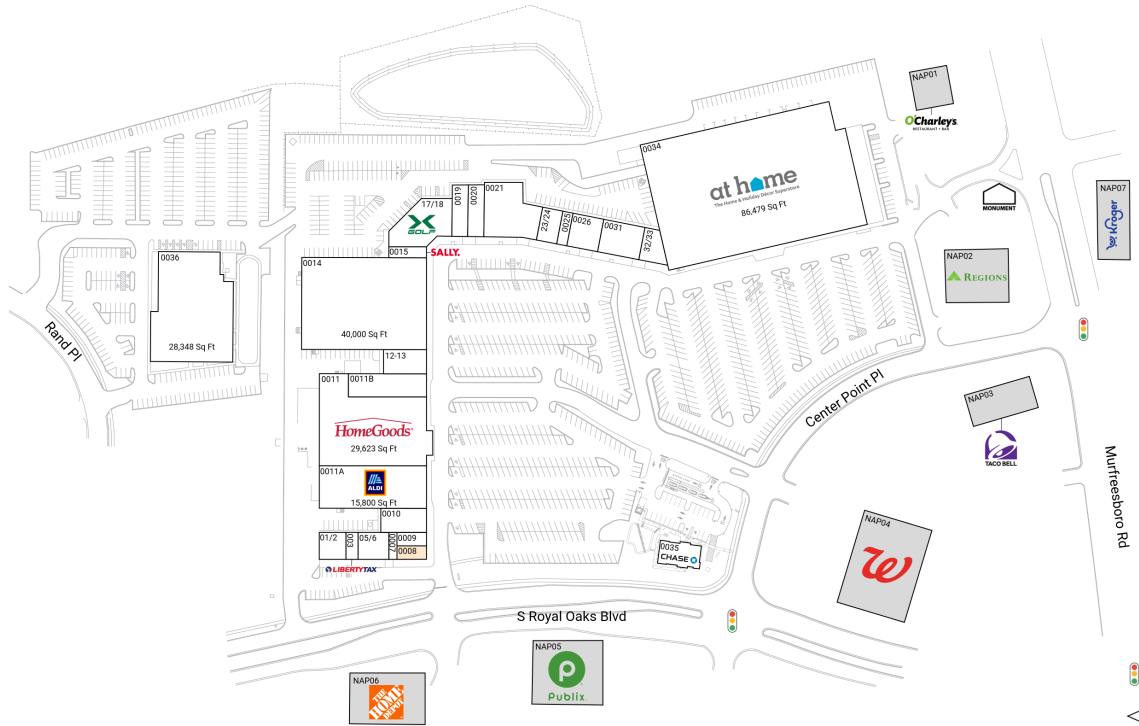 NAP01
O'Charley's
RESTAURANT + BAR
0034
at home
The Home & Holiday Décor Superstore
86,479 Sq Ft
MONUMENT
NAP07
Kroger
NAP02
REGIONS
17/18
X
GOLF
0019
0020
0021
23/24
0025
0026
0031
32/33
0015
SALLY.
0014
40,000 Sq Ft
0036
28,348 Sq Ft
Rand Pl
12-13
0011
0011B
HomeGoods
29,623 Sq Ft
0011A
ALDI
15,800 Sq Ft
0010
01/2
003
05/6
0007
0009
0008
LIBERTY TAX
Center Point Pl
NAP03
TACO BELL
Murfreesboro Rd
NAP04
W
0035
CHASE
S Royal Oaks Blvd
NAP05
P
Publix
NAP06
THE
HOME
DEPOT